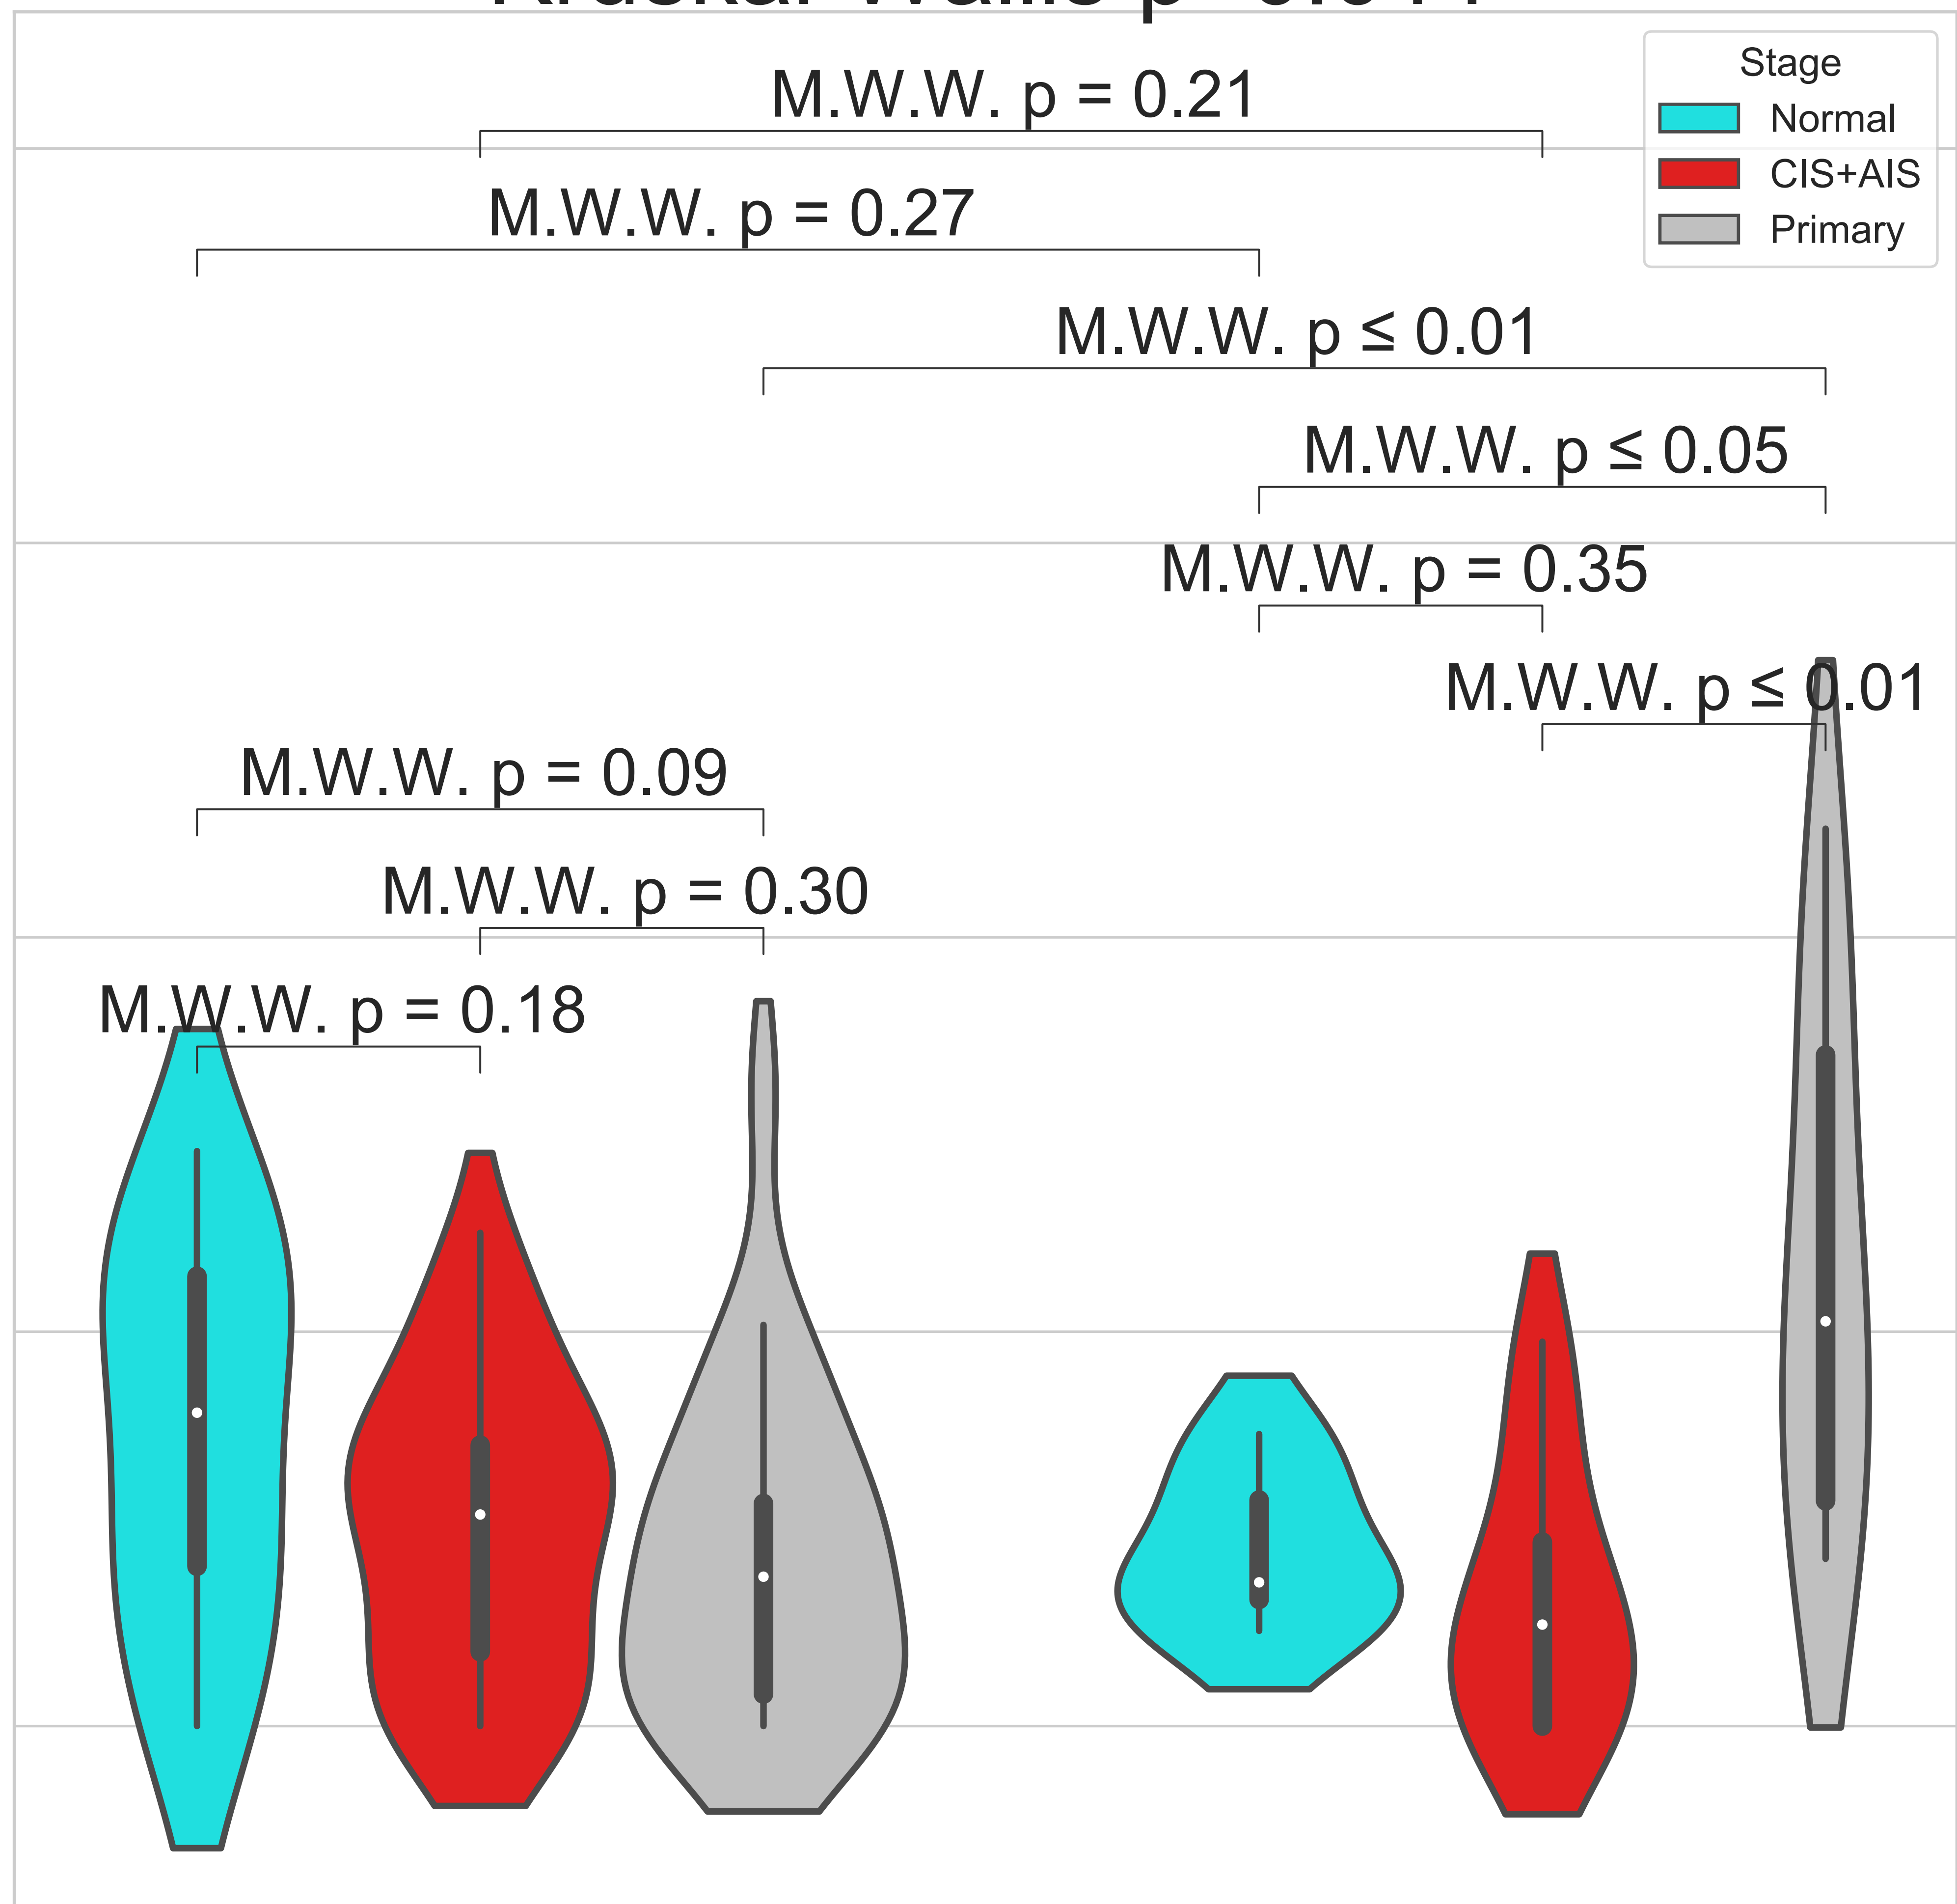 M.W.W. p = 0.21
Stage
Normal
CIS+AIS
Primary
M.W.W. p = 0.27
M.W.W. p ≤ 0.01
M.W.W. p ≤ 0.05
M.W.W. p = 0.35
M.W.W. p ≤ 0.01
M.W.W. p = 0.09
M.W.W. p = 0.30
M.W.W. p = 0.18